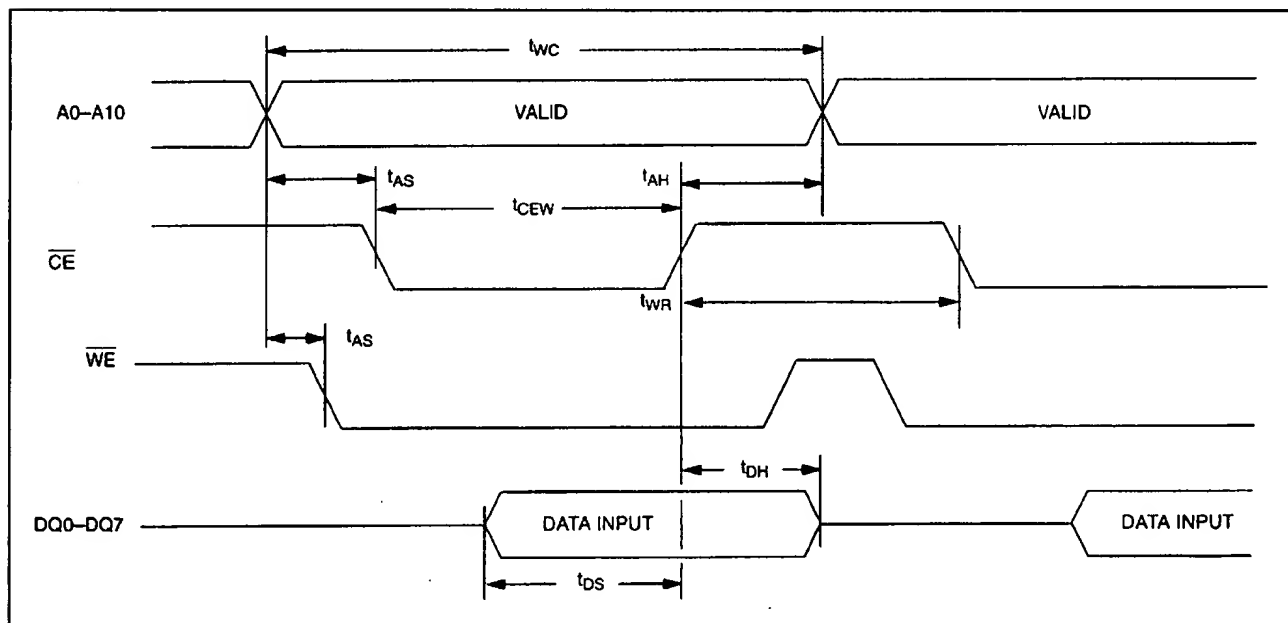 tWC
A0–A10
VALID
VALID
tAS
tAH
tCEW
CE
tWR
tAS
WE
tDH
DQ0–DQ7
DATA INPUT
DATA INPUT
tDS